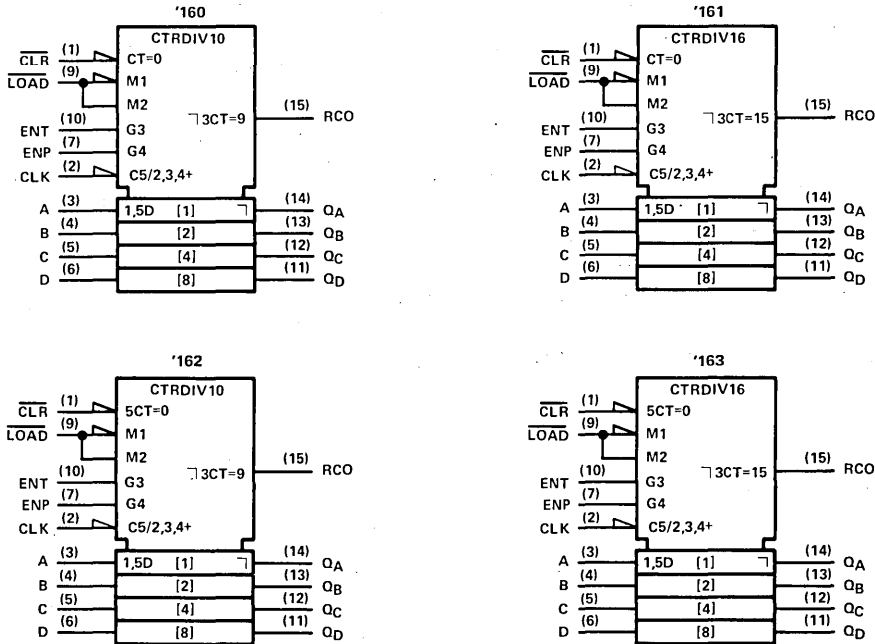 '160
CTRDIV10
CLR (1) CT=0
LOAD (9) M1
M2
ENT (10) G3
ENP (7) G4
CLK (2) C5/2,3,4+
3CT=9 (15) RCO
A (3) 1,5D [1] (14) QA
B (4) [2] (13) QB
C (5) [4] (12) QC
D (6) [8] (11) QD
'161
CTRDIV16
CLR (1) CT=0
LOAD (9) M1
M2
ENT (10) G3
ENP (7) G4
CLK (2) C5/2,3,4+
3CT=15 (15) RCO
A (3) 1,5D [1] (14) QA
B (4) [2] (13) QB
C (5) [4] (12) QC
D (6) [8] (11) QD
'162
CTRDIV10
CLR (1) 5CT=0
LOAD (9) M1
M2
ENT (10) G3
ENP (7) G4
CLK (2) C5/2,3,4+
3CT=9 (15) RCO
A (3) 1,5D [1] (14) QA
B (4) [2] (13) QB
C (5) [4] (12) QC
D (6) [8] (11) QD
'163
CTRDIV16
CLR (1) 5CT=0
LOAD (9) M1
M2
ENT (10) G3
ENP (7) G4
CLK (2) C5/2,3,4+
3CT=15 (15) RCO
A (3) 1,5D [1] (14) QA
B (4) [2] (13) QB
C (5) [4] (12) QC
D (6) [8] (11) QD